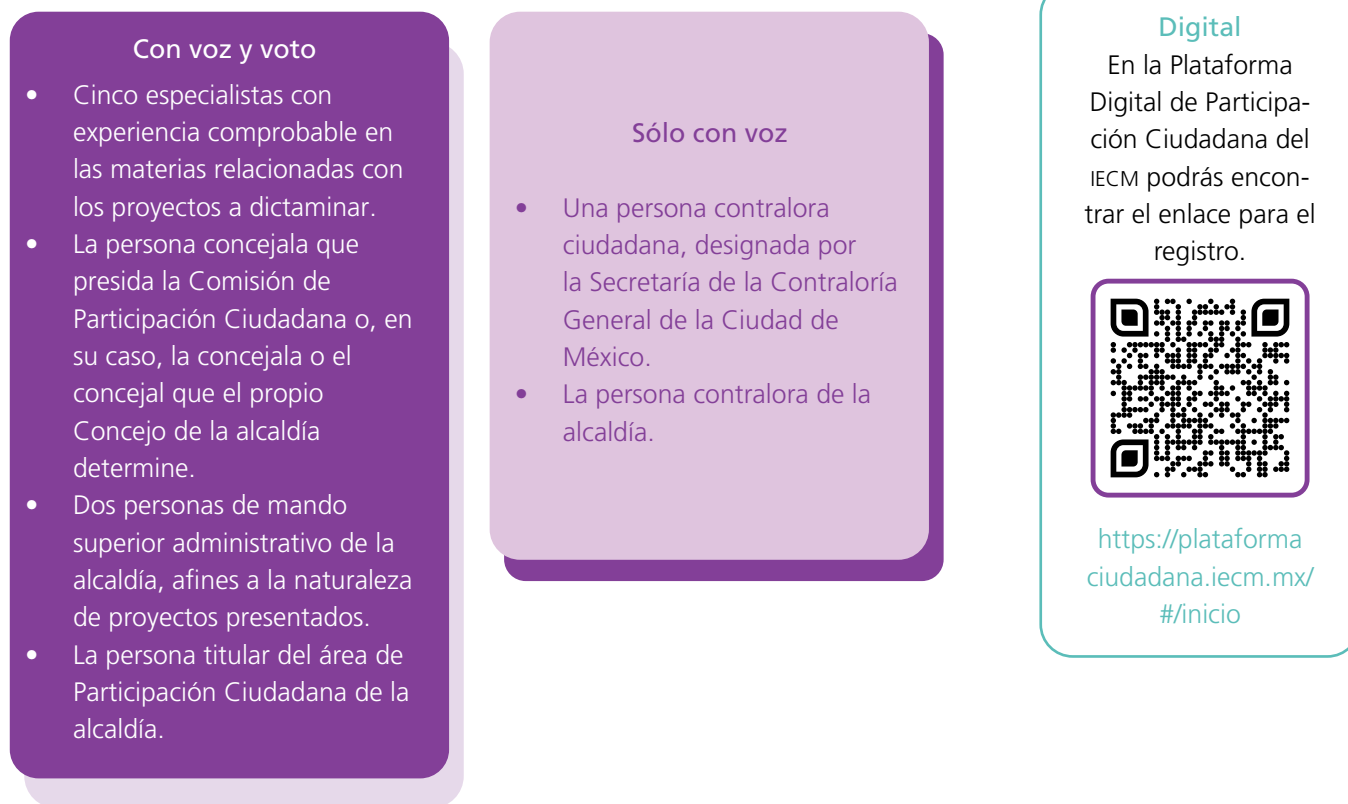 Con voz y voto
• Cinco especialistas con
experiencia comprobable en
las materias relacionadas con
los proyectos a dictaminar.
• La persona concejala que
presida la Comisión de
Participación Ciudadana o, en
su caso, la concejala o el
concejal que el propio
Concejo de la alcaldía
determine.
• Dos personas de mando
superior administrativo de la
alcaldía, afines a la naturaleza
de proyectos presentados.
• La persona titular del área de
Participación Ciudadana de la
alcaldía.
Sólo con voz
• Una persona contralora
ciudadana, designada por
la Secretaría de la Contraloría
General de la Ciudad de
México.
• La persona contralora de la
alcaldía.
Digital
En la Plataforma
Digital de Participa-
ción Ciudadana del
IECM podrás encon-
trar el enlace para el
registro.
https://plataforma
ciudadana.iecm.mx/
#/inicio